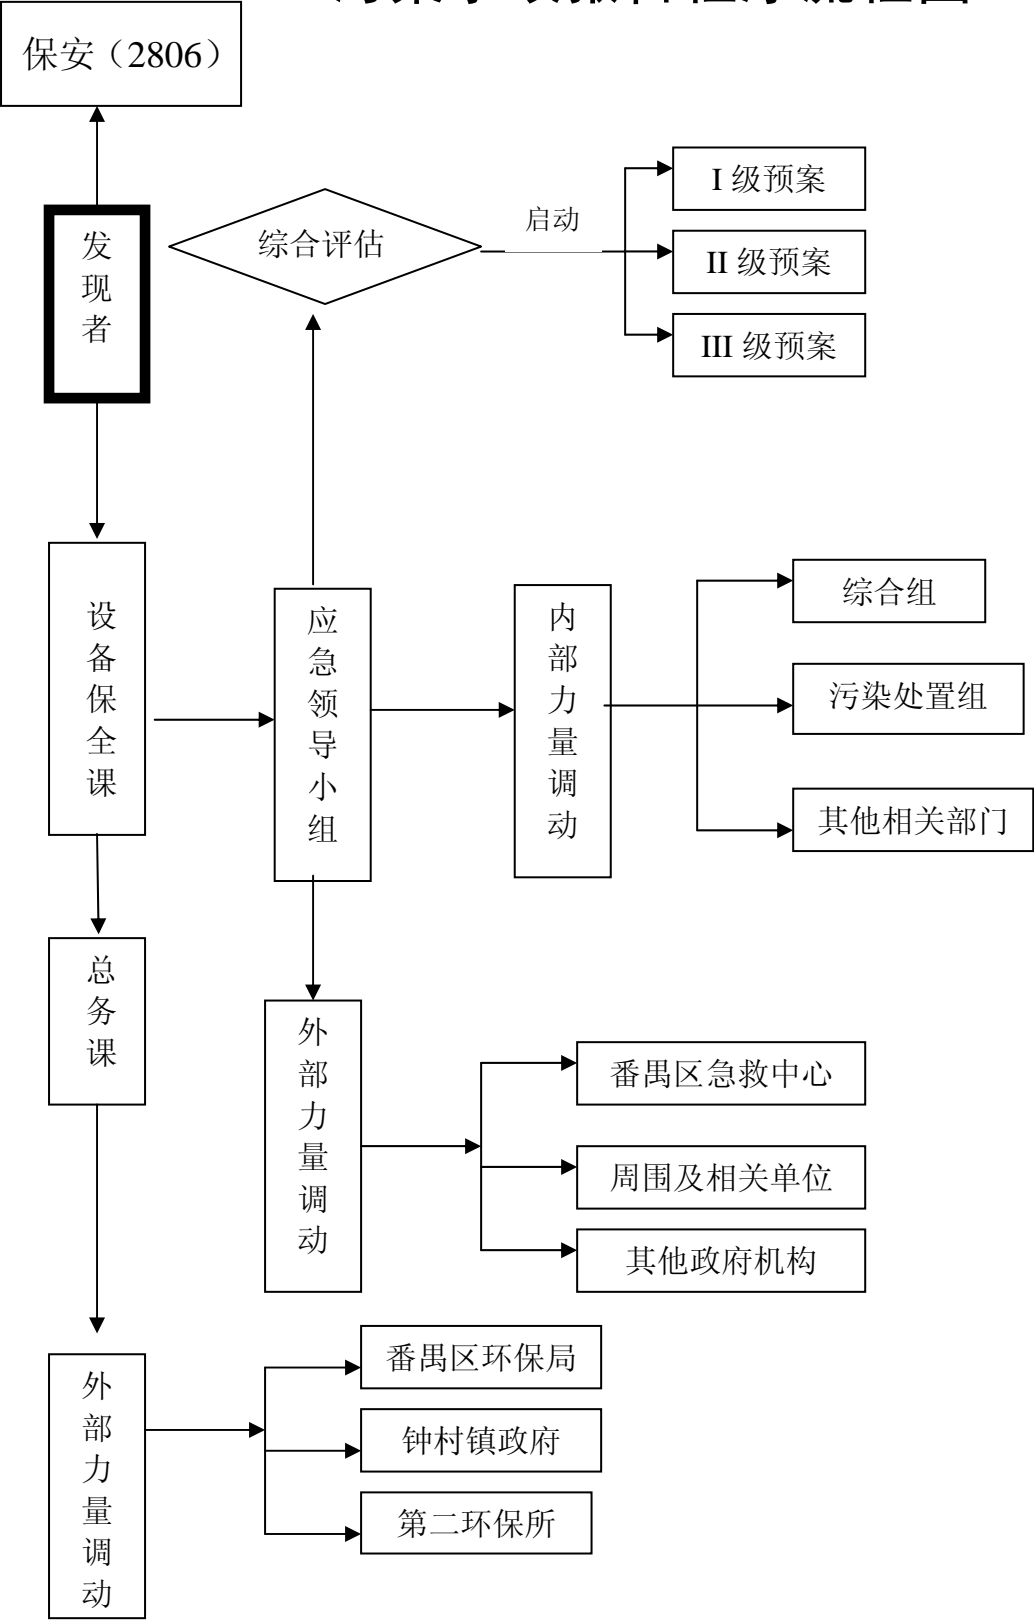 保安（2806）
发现者
综合评估
启动
I 级预案
II 级预案
III 级预案
设备保全课
应急领导小组
内部力量调动
综合组
污染处置组
其他相关部门
总务课
外部力量调动
番禺区急救中心
周围及相关单位
其他政府机构
外部力量调动
番禺区环保局
钟村镇政府
第二环保所